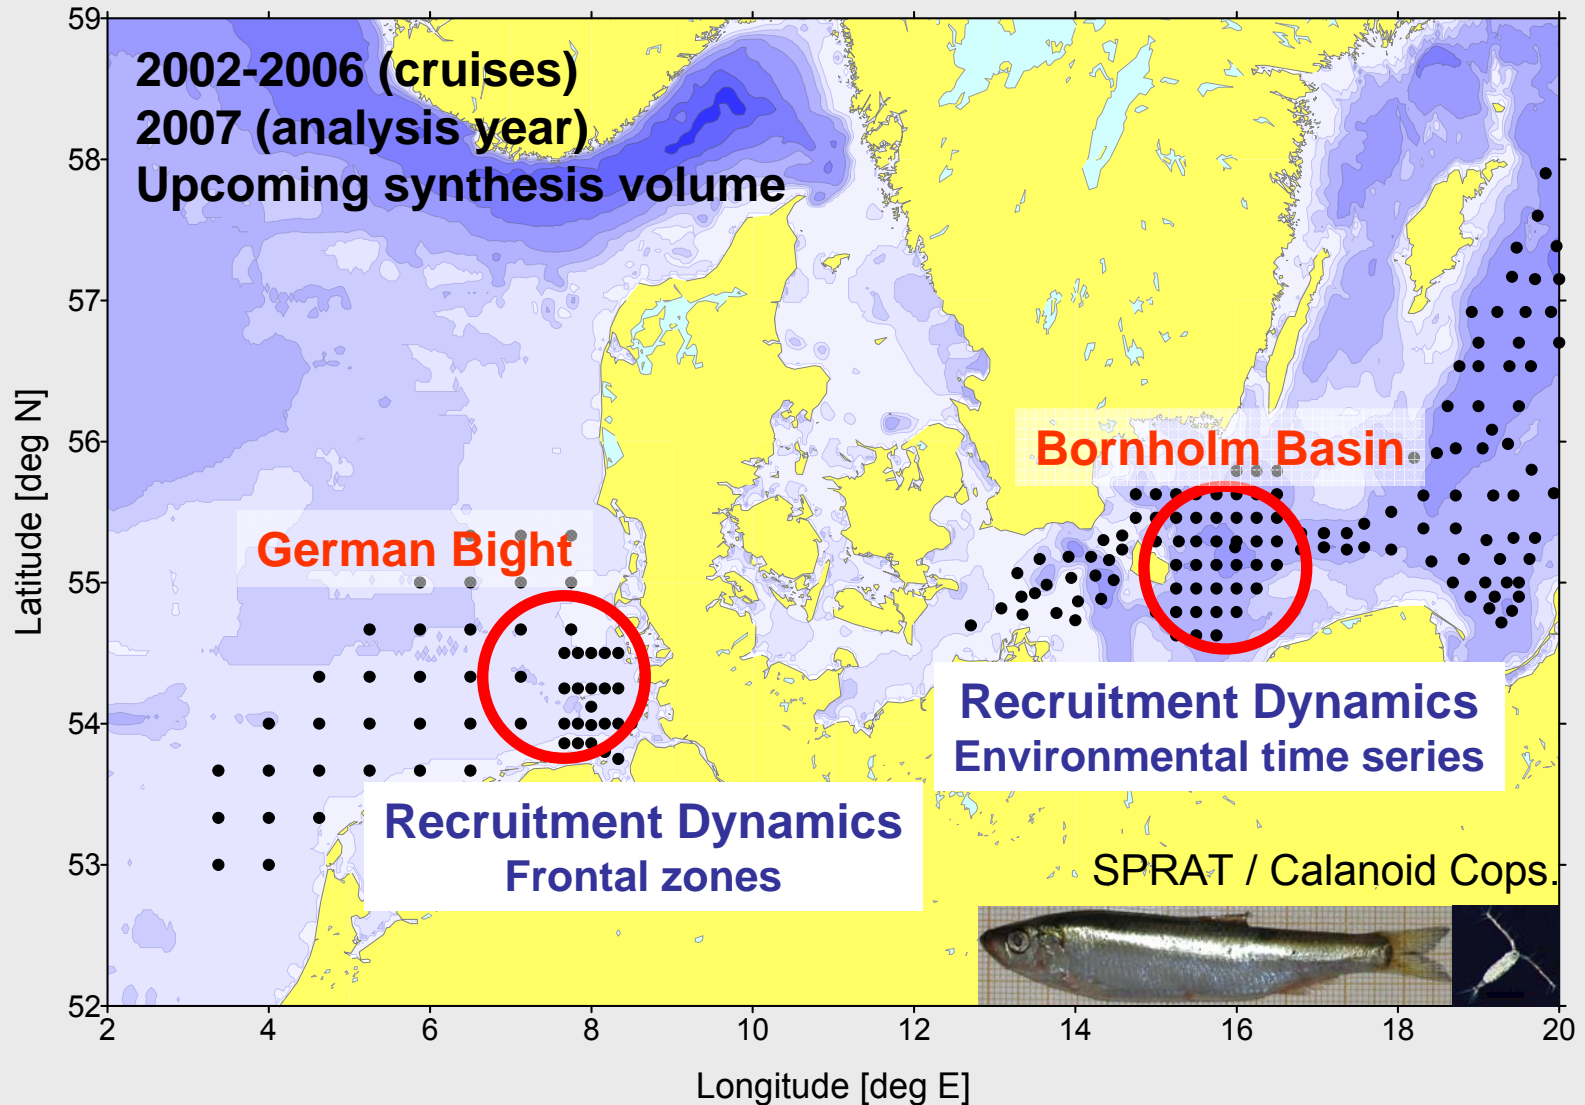 2002-2006 (cruises)
2007 (analysis year)
Upcoming synthesis volume
German Bight
Bornholm Basin
Recruitment Dynamics
Environmental time series
Recruitment Dynamics
Frontal zones
SPRAT / Calanoid Cops.
Latitude [deg N]
59
58
57
56
55
54
53
52
2 4 6 8 10 12 14 16 18 20
Longitude [deg E]